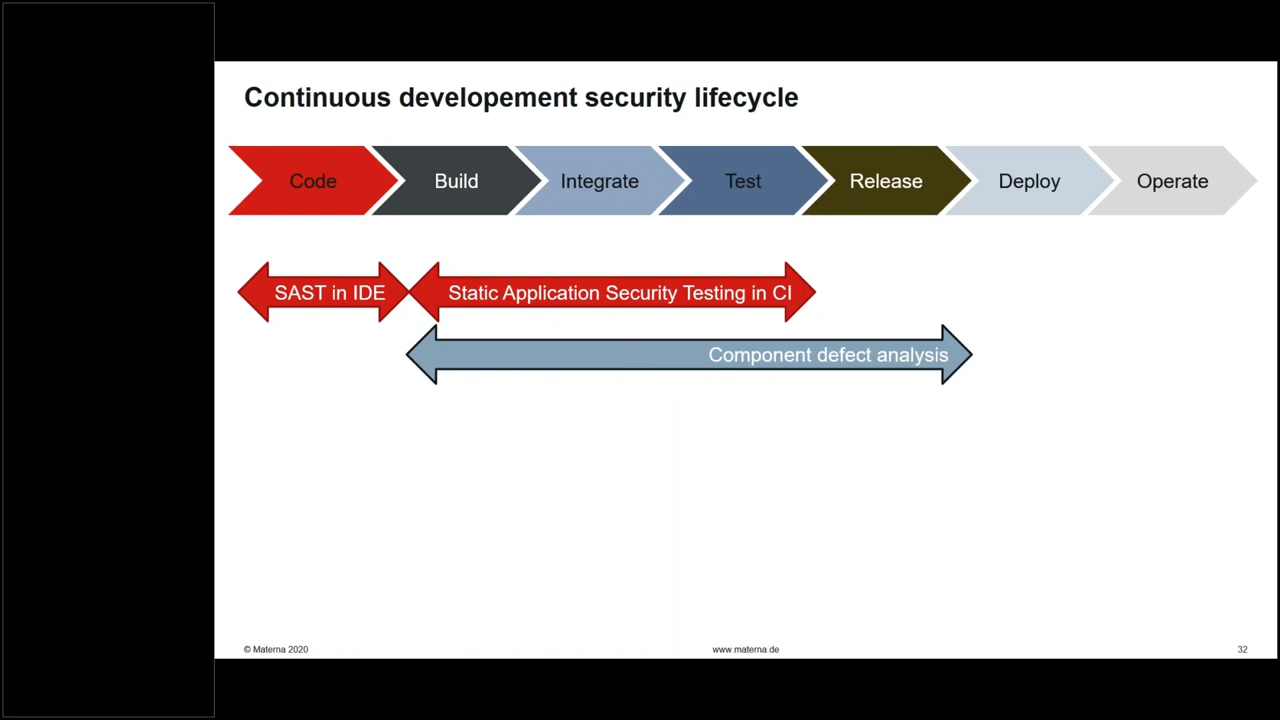 Continuous developement security lifecycle
Code
Build
Integrate
Test
Release
Deploy
Operate
SAST in IDE
Static Application Security Testing in CI
Component defect analysis
© Materna 2020
www.materna.de
32